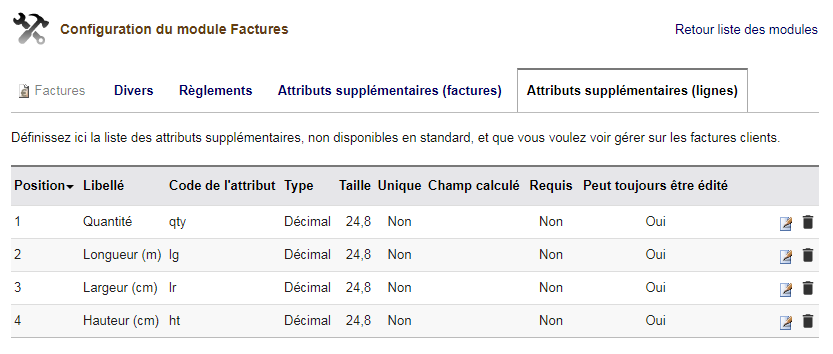 Configuration du module Factures
Retour liste des modules
Factures Divers Règlements Attributs supplémentaires (factures) Attributs supplémentaires (lignes)
Définissez ici la liste des attributs supplémentaires, non disponibles en standard, et que vous voulez voir gérer sur les factures clients.
Position Libellé Code de l'attribut Type Taille Unique Champ calculé Requis Peut toujours être édité
1 Quantité qty Décimal 24,8 Non Non Oui
2 Longueur (m) lg Décimal 24,8 Non Non Oui
3 Largeur (cm) lr Décimal 24,8 Non Non Oui
4 Hauteur (cm) ht Décimal 24,8 Non Non Oui